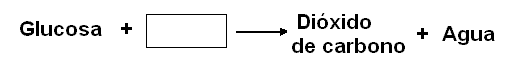 Glucosa + → Dióxido
de carbono + Agua